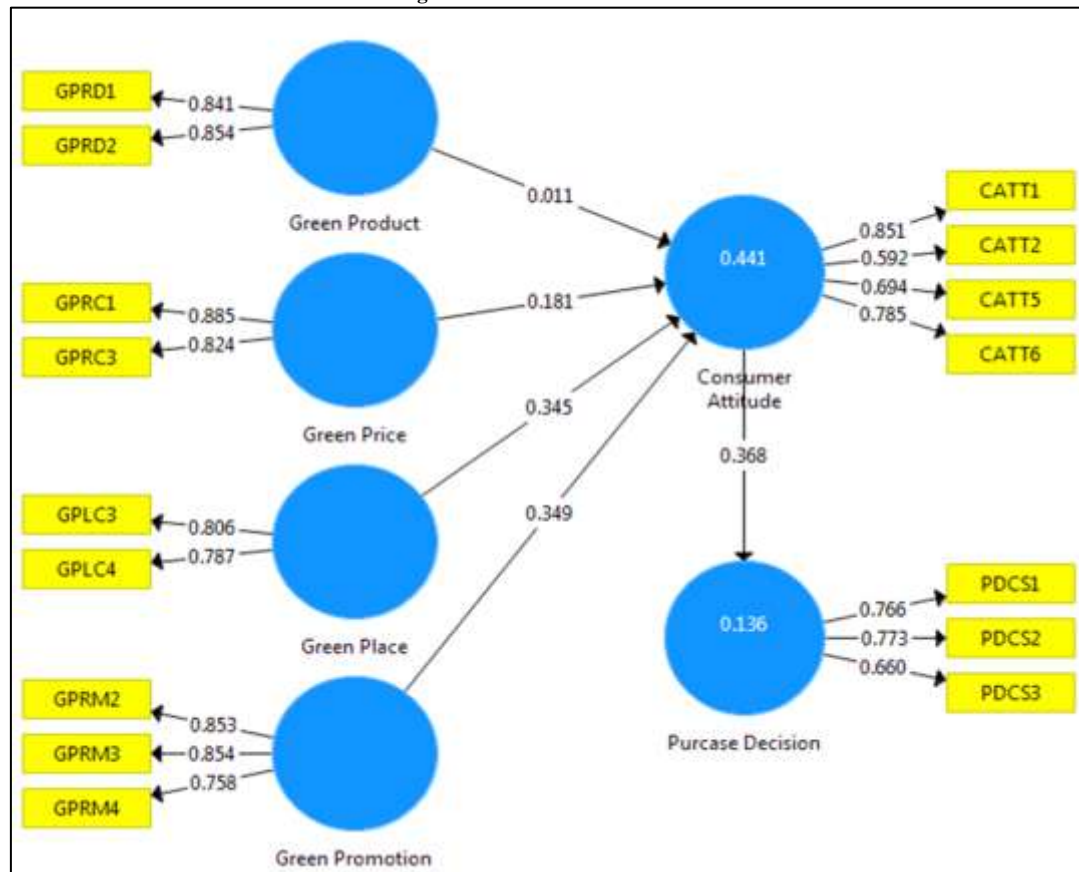 GPRD1
GPRD2
0.841
0.854
Green Product
0.011
GPRC1
GPRC3
0.885
0.824
Green Price
0.181
GPLC3
GPLC4
0.806
0.787
Green Place
0.345
GPRM2
GPRM3
GPRM4
0.853
0.854
0.758
Green Promotion
0.349
0.441
Consumer
Attitude
0.851
0.592
0.694
0.785
CATT1
CATT2
CATT5
CATT6
0.368
0.136
Purcase Decision
0.766
0.773
0.660
PDCS1
PDCS2
PDCS3